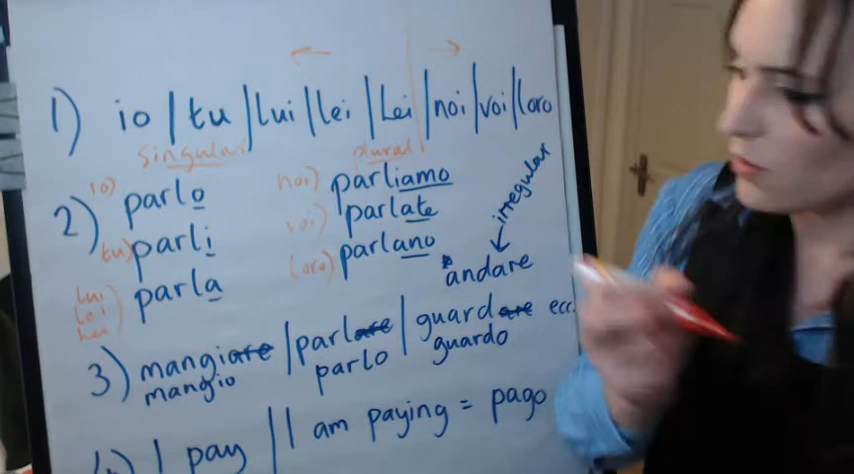 1) io / tu / lui / lei / Lei / noi / voi / loro
singular plural
2) io) parlo noi) parliamo
tu) parli voi) parlate
lui lei Lei) parla (loro) parlano
irregular
*andare
3) mangiare / parlare / guardare ecc.
mangio parlo guardo
4) I pay / I am paying = pago